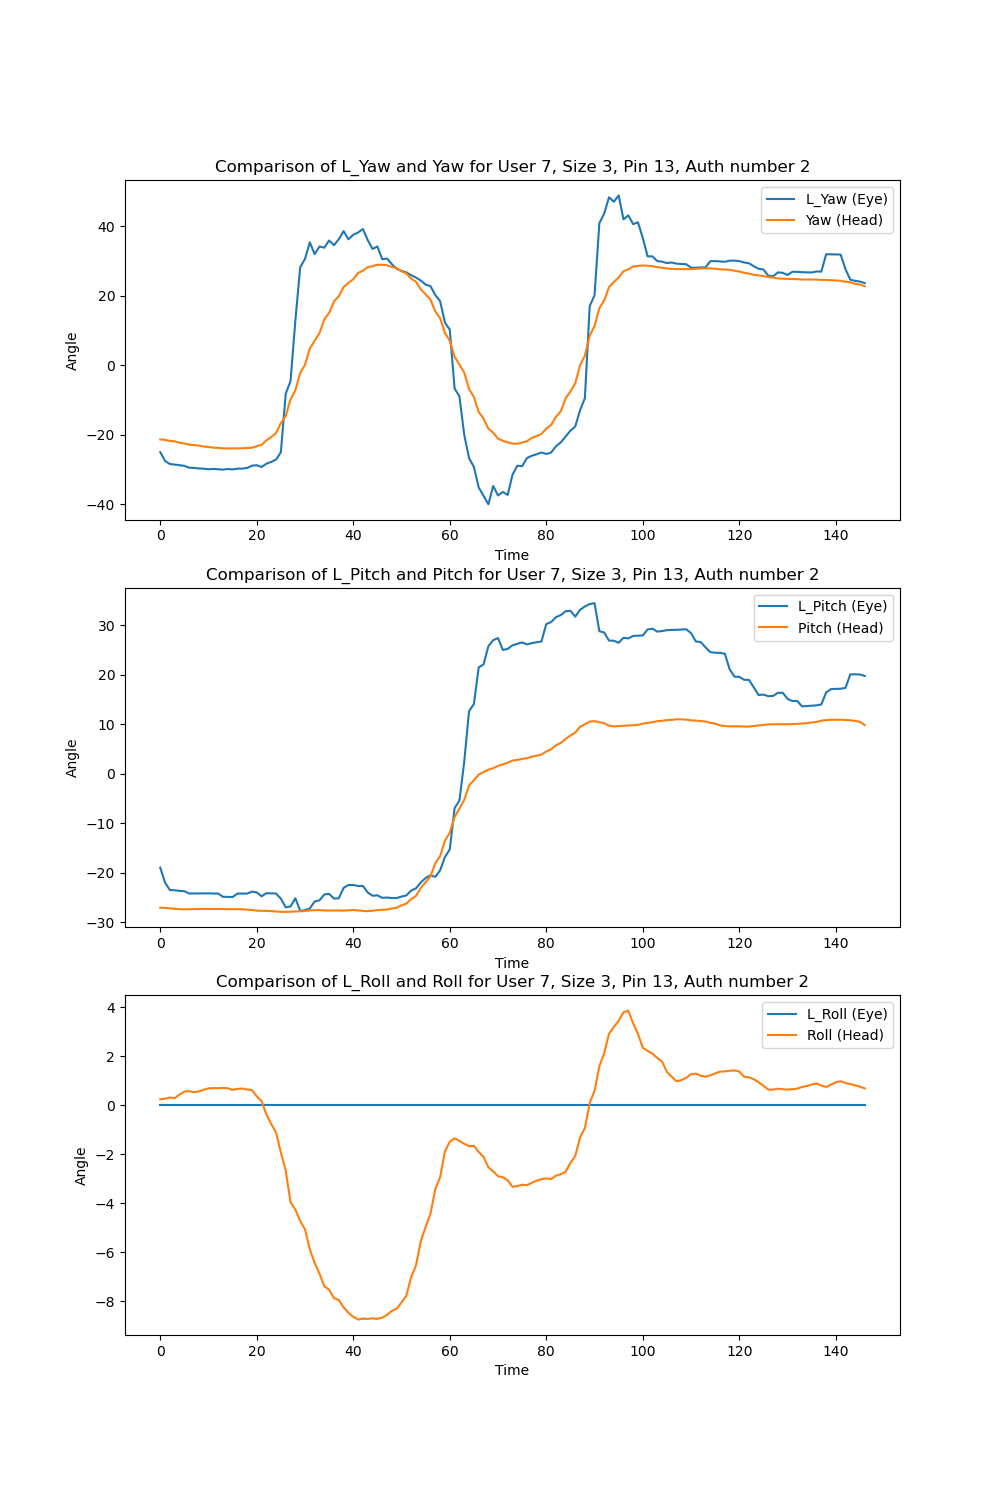 Comparison of L_Yaw and Yaw for User 7, Size 3, Pin 13, Auth number 2
L_Yaw (Eye)
Yaw (Head)
Angle
40
20
0
−20
−40
0 20 40 60 80 100 120 140
Time
Comparison of L_Pitch and Pitch for User 7, Size 3, Pin 13, Auth number 2
L_Pitch (Eye)
Pitch (Head)
Angle
30
20
10
0
−10
−20
−30
0 20 40 60 80 100 120 140
Time
Comparison of L_Roll and Roll for User 7, Size 3, Pin 13, Auth number 2
L_Roll (Eye)
Roll (Head)
Angle
4
2
0
−2
−4
−6
−8
0 20 40 60 80 100 120 140
Time